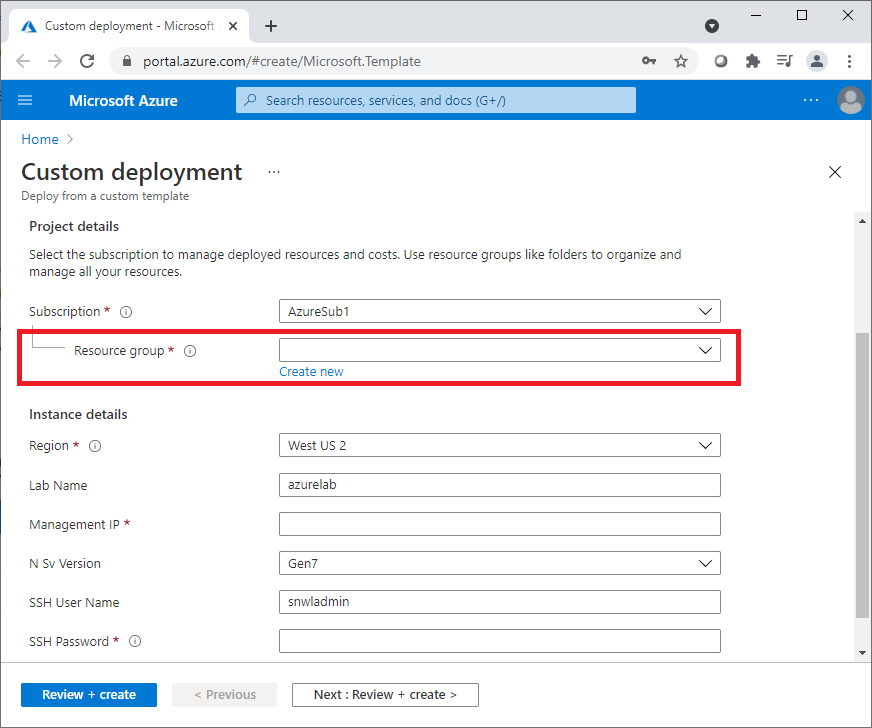 Custom deployment - Microsoft
portal.azure.com/#create/Microsoft.Template
Microsoft Azure
Search resources, services, and docs (G+/)
...
Home >
Custom deployment ...
Deploy from a custom template
Project details
Select the subscription to manage deployed resources and costs. Use resource groups like folders to organize and
manage all your resources.
Subscription *
AzureSub1
Resource group *
Create new
Instance details
Region *
West US 2
Lab Name
azurelab
Management IP *
N Sv Version
Gen7
SSH User Name
snwladmin
SSH Password *
Review + create
< Previous
Next : Review + create >